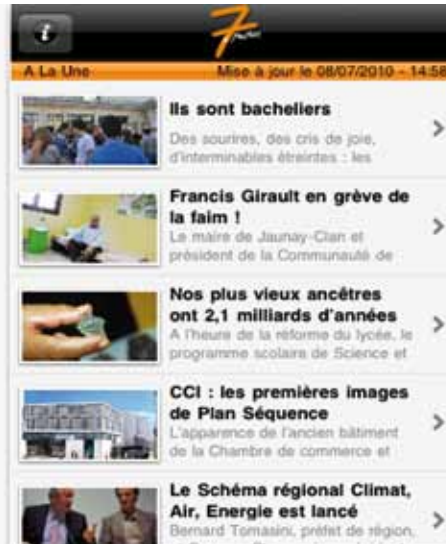 7
A La Une Mise à jour le 08/07/2010 - 14:58
Ils sont bacheliers
Des sourires, des cris de joie,
d'interminables étreintes : les
Francis Girault en grève de
la faim !
Le maire de Jaunay-Clan et
président de la Communauté de
Nos plus vieux ancêtres
ont 2,1 milliards d'années
A l'heure de la réforme du lycée, le
programme scolaire de Science et
CCI : les premières images
de Plan Séquence
L'apparence de l'ancien bâtiment
de la Chambre de commerce et
Le Schéma régional Climat,
Air, Energie est lancé
Bernard Tomasini, préfet de région,